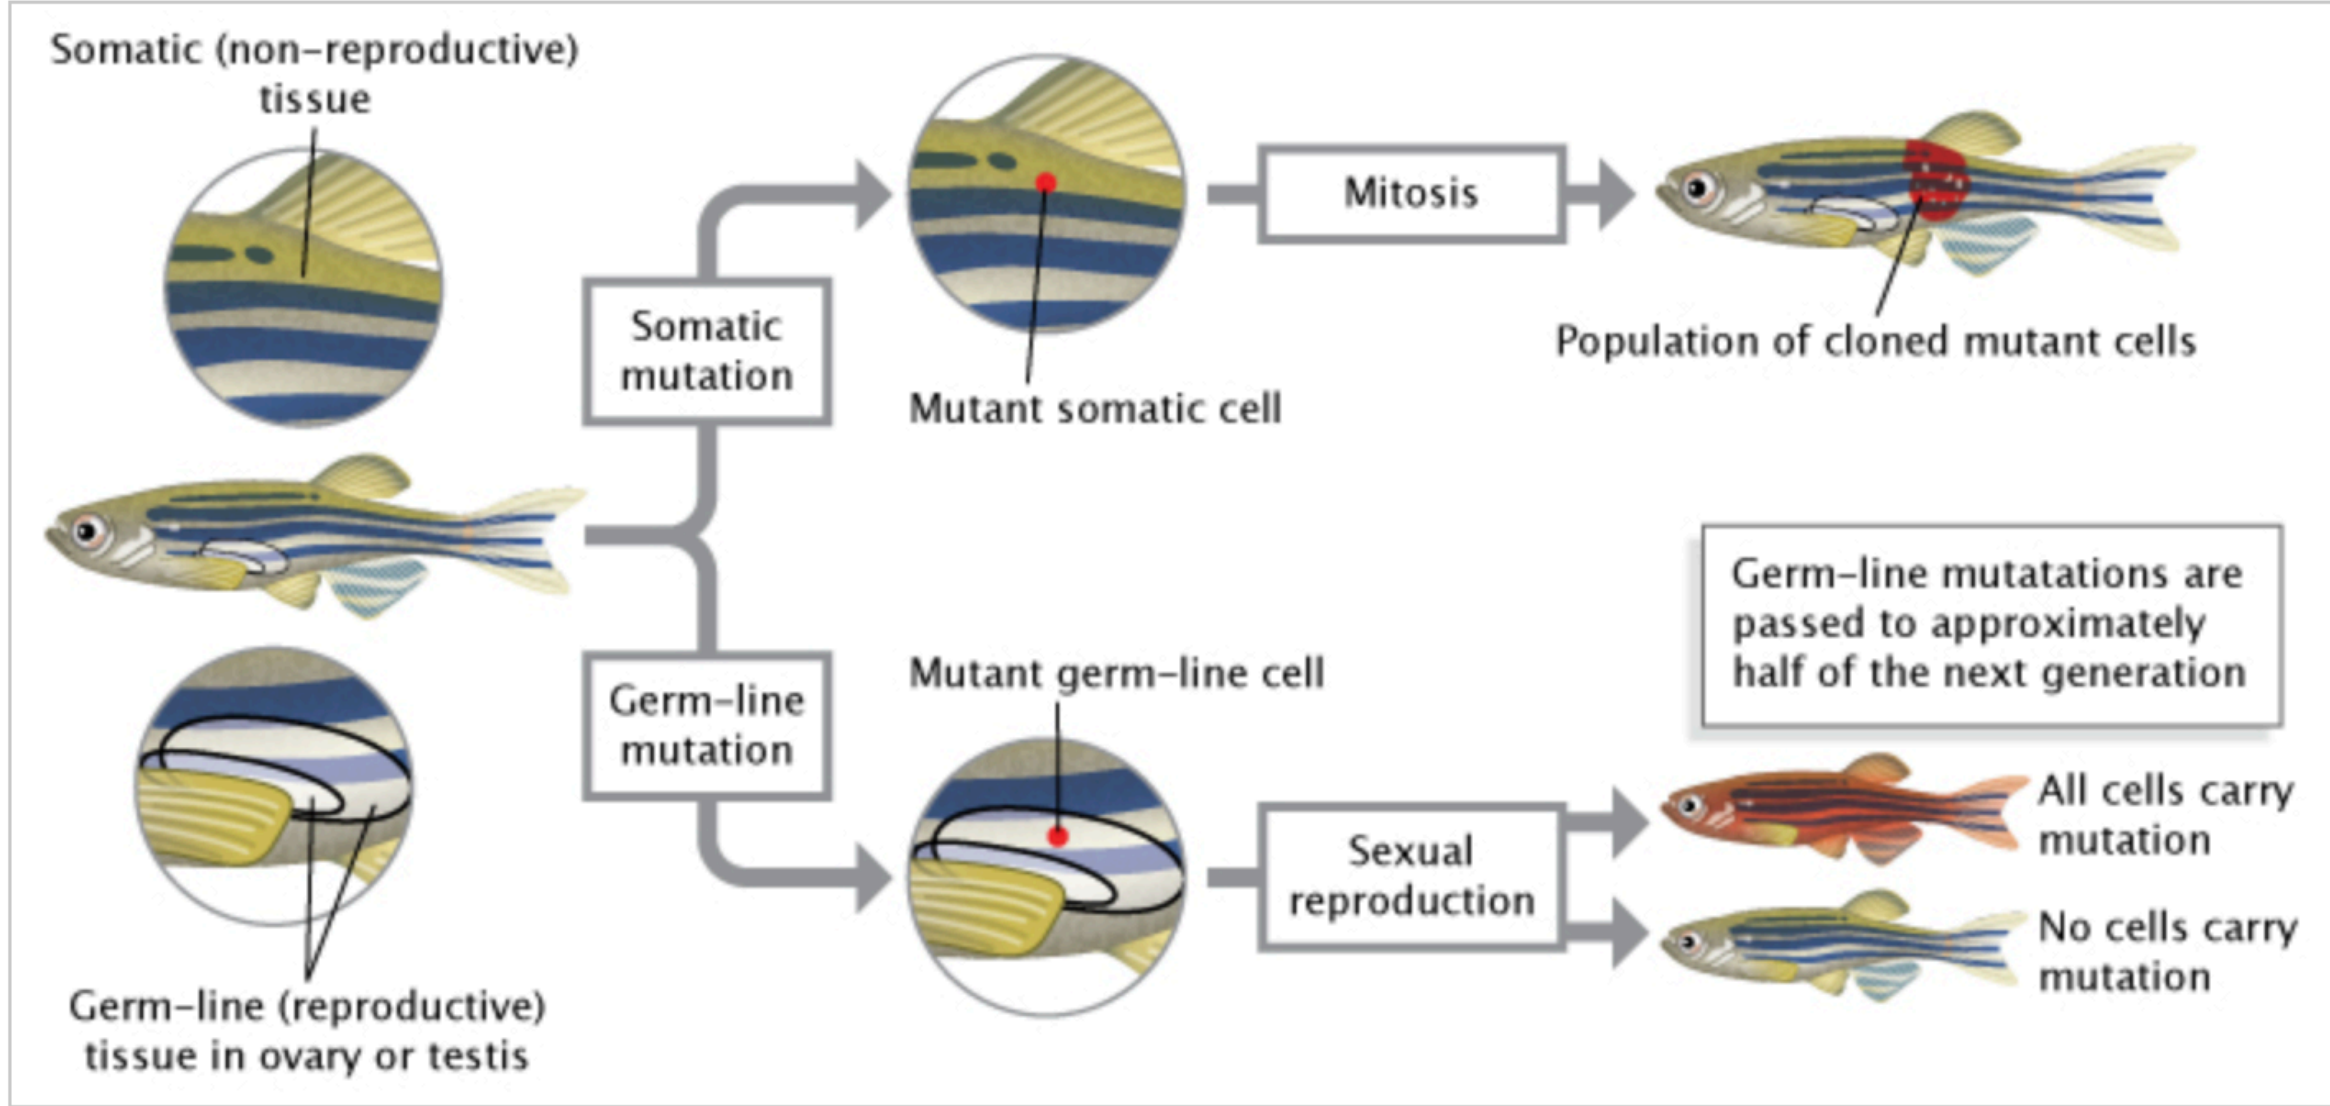 Somatic (non-reproductive)
tissue
Somatic
mutation
Mutant somatic cell
Mitosis
Population of cloned mutant cells
Germ-line (reproductive)
tissue in ovary or testis
Germ-line
mutation
Mutant germ-line cell
Sexual
reproduction
Germ-line mutatations are
passed to approximately
half of the next generation
All cells carry
mutation
No cells carry
mutation